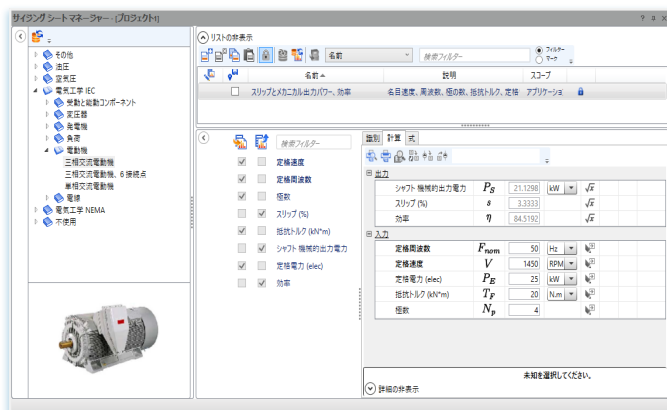 サイジング シート マネージャー - [プロジェクト1]
リストの非表示
名前
検索フィルター
フィルター
マーク
名前
説明
スコープ
スリップとメカニカル出力パワー、効率
名目速度、周波数、極の数、抵抗トルク、定格
アプリケーショ
その他
油圧
空気圧
電気工学 IEC
受動と能動コンポーネント
変圧器
発電機
負荷
電動機
三相交流電動機
三相交流電動機、6 接続点
単相交流電動機
電線
電気工学 NEMA
不使用
検索フィルター
定格速度
定格周波数
極数
スリップ (%)
抵抗トルク (kN*m)
シャフト 機械的出力電力
定格電力 (elec)
効率
識別 計算 式
出力
シャフト 機械的出力電力 P_S 21.1298 kW √x
スリップ (%) s 3.3333 √x
効率 η 84.5192 √x
入力
定格周波数 F_nom 50 Hz
定格速度 V 1450 RPM
定格電力 (elec) P_E 25 kW
抵抗トルク (kN*m) T_F 20 N.m
極数 N_p 4
未知を選択してください。
詳細の非表示